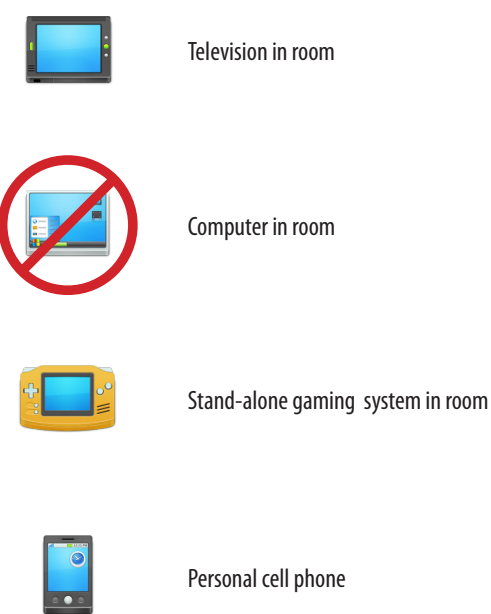 Television in room
Computer in room
Stand-alone gaming system in room
Personal cell phone